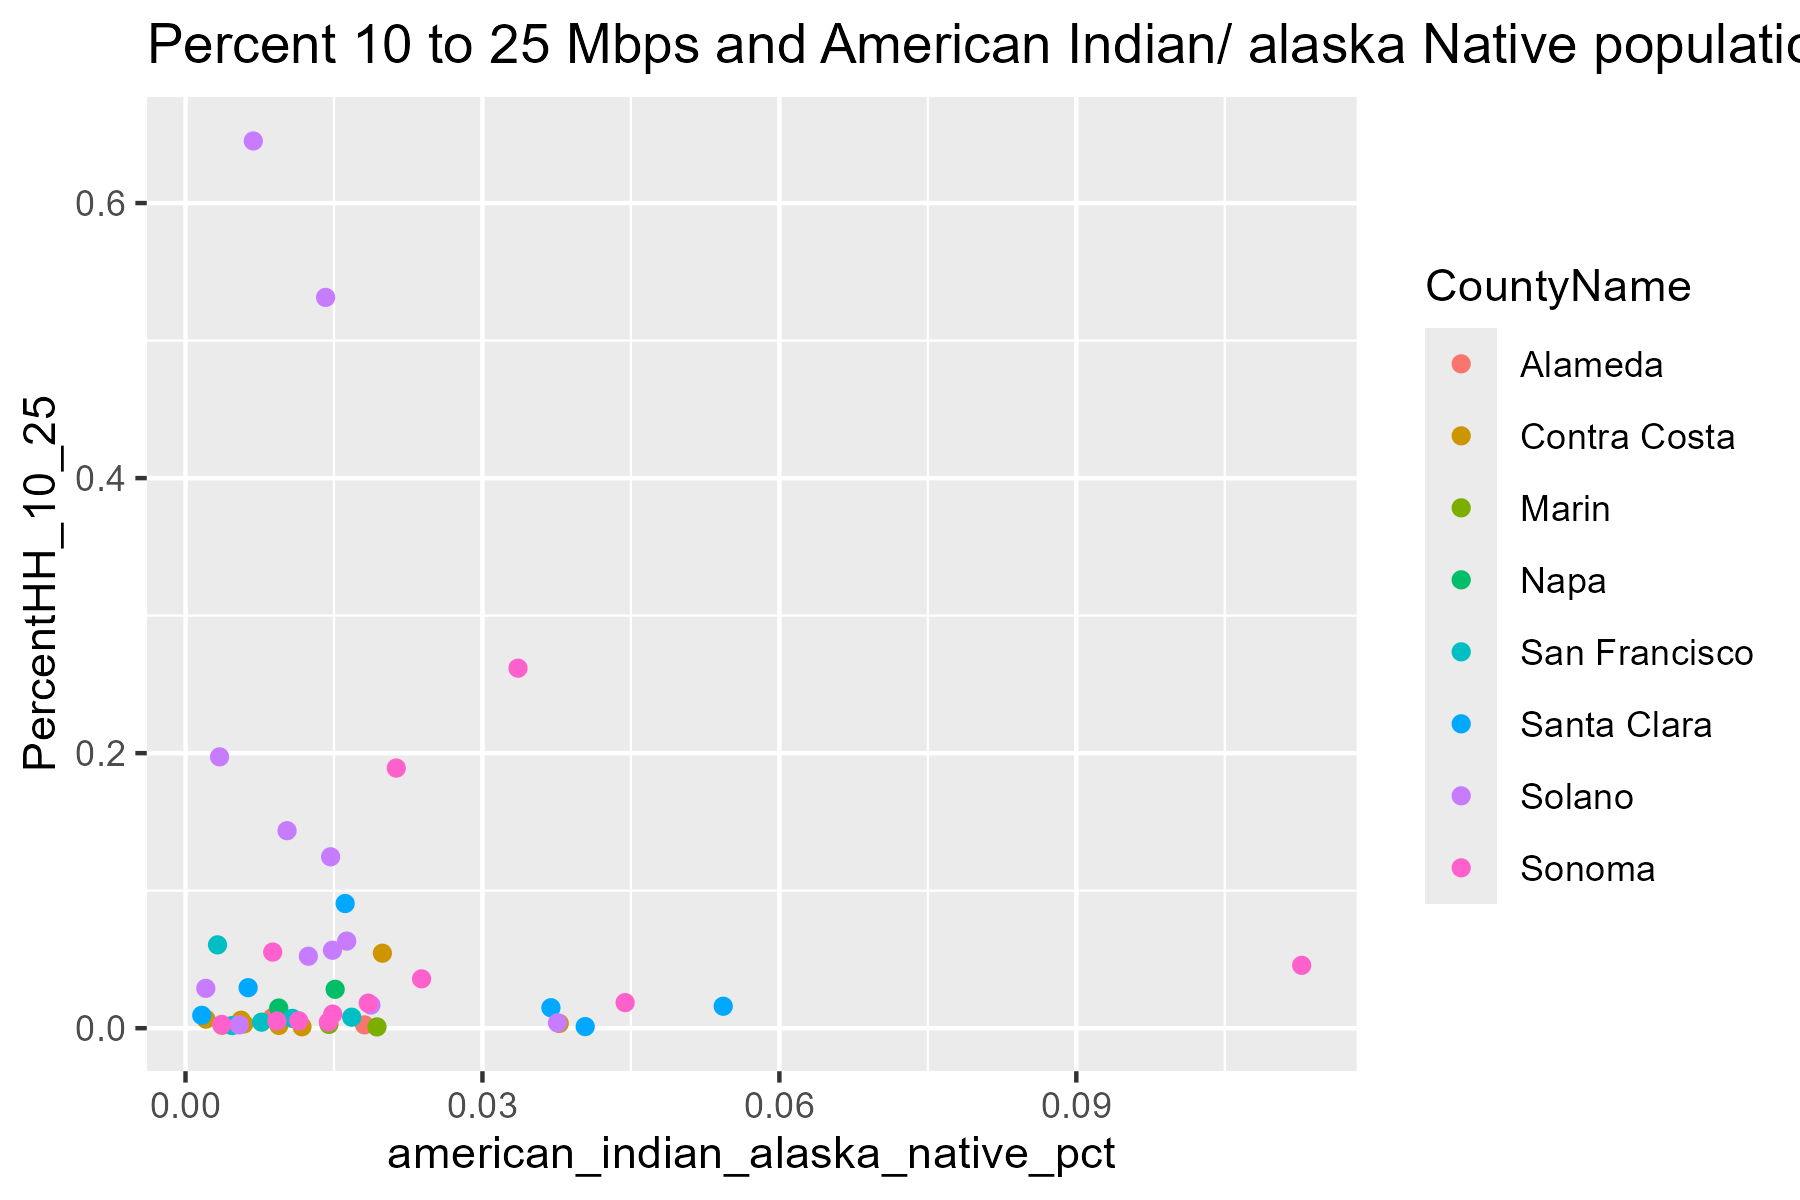 Percent 10 to 25 Mbps and American Indian/ alaska Native populatio
PercentHH_10_25
0.6
0.4
0.2
0.0
0.00
0.03
0.06
0.09
american_indian_alaska_native_pct
CountyName
Alameda
Contra Costa
Marin
Napa
San Francisco
Santa Clara
Solano
Sonoma